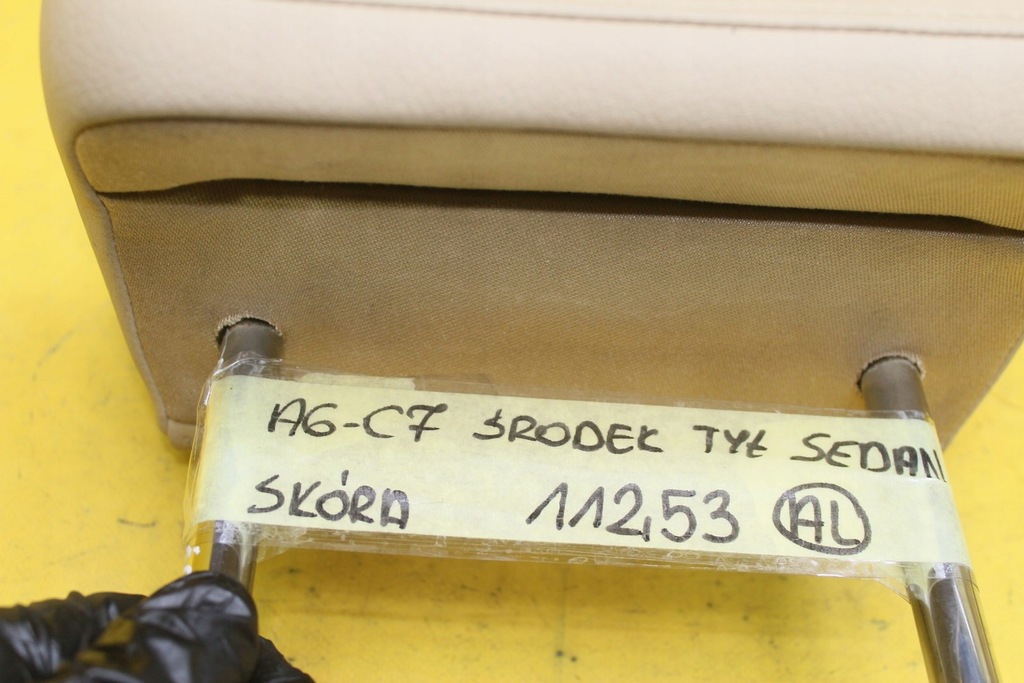 A6-C7 ŚRODEK TYŁ SEDAN
SKÓRA 112,53 AL